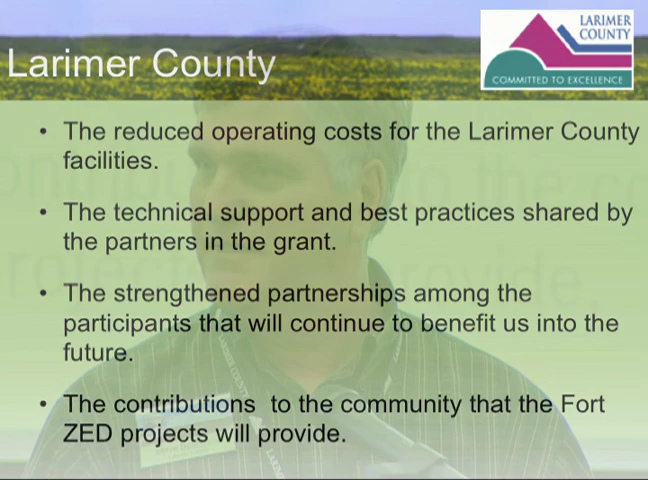 LARIMER
COUNTY
COMMITTED TO EXCELLENCE
Larimer County
• The reduced operating costs for the Larimer County
facilities.
• The technical support and best practices shared by
the partners in the grant.
• The strengthened partnerships among the
participants that will continue to benefit us into the
future.
• The contributions  to the community that the Fort
ZED projects will provide.